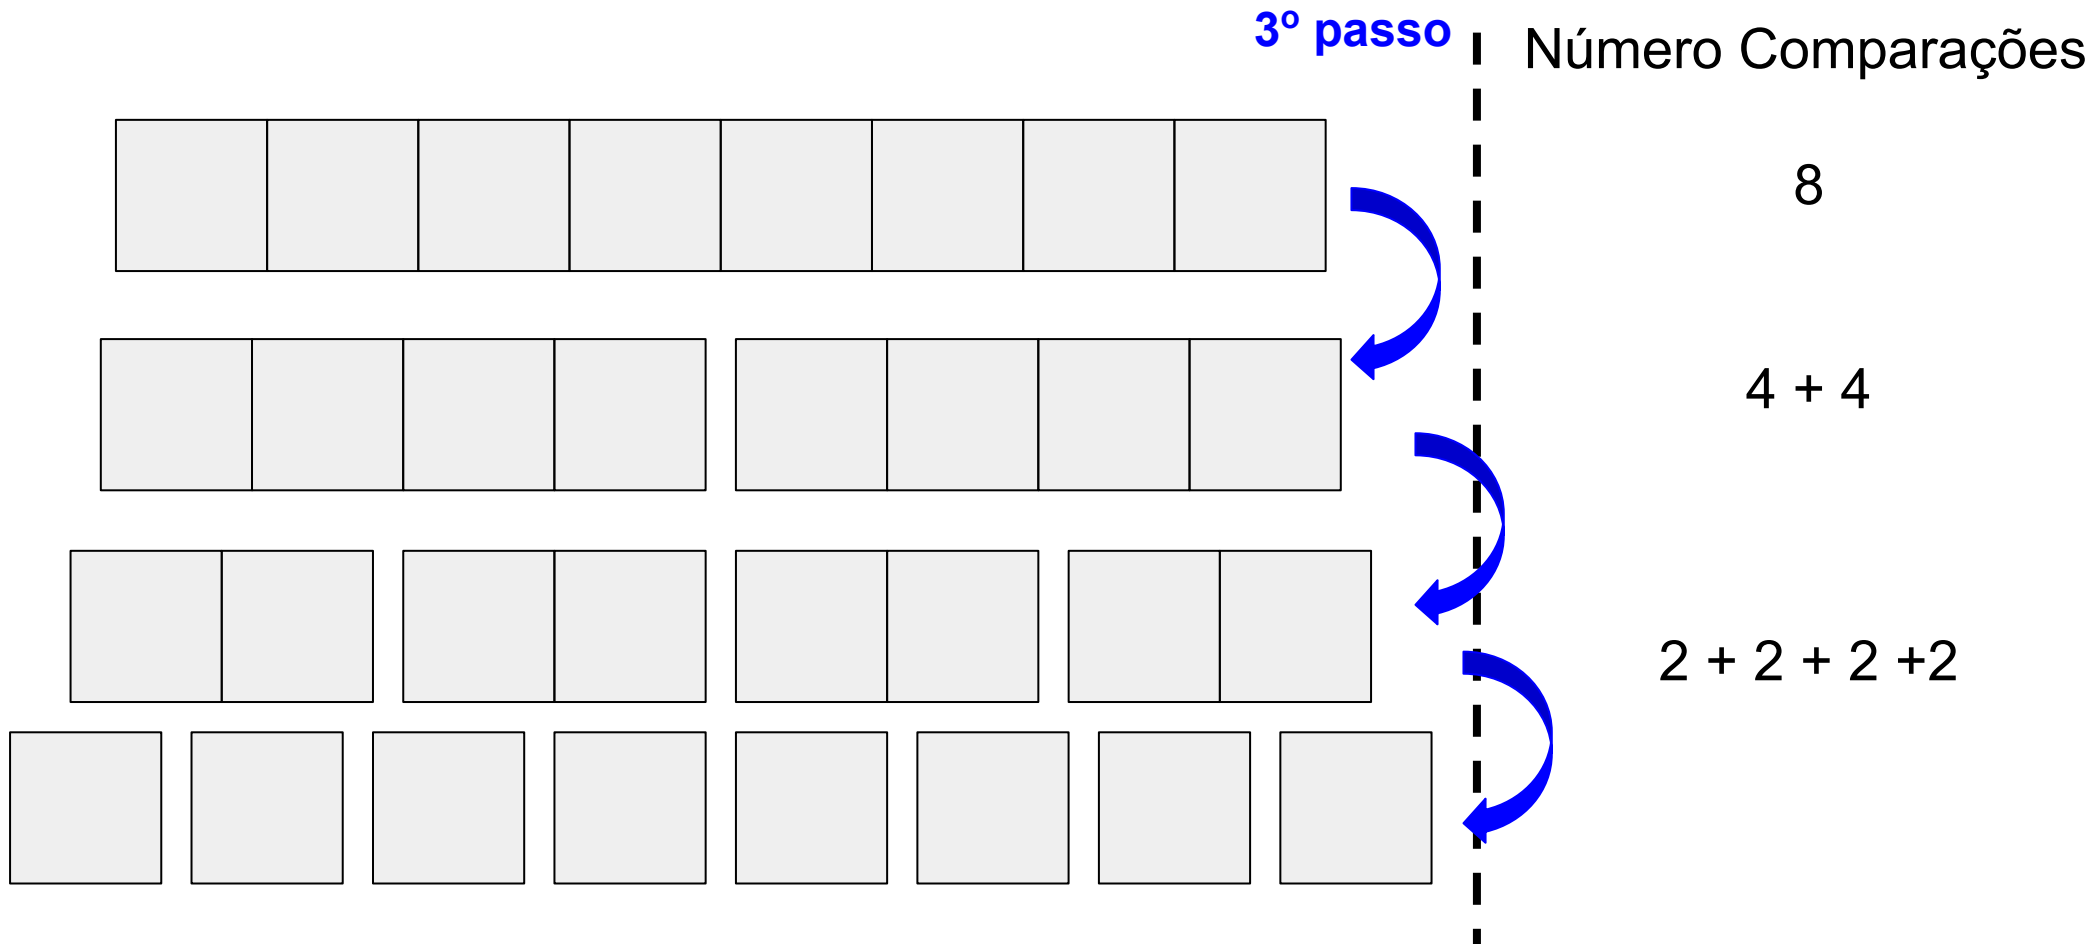 3º passo
Número Comparações
8
4 + 4
2 + 2 + 2 +2